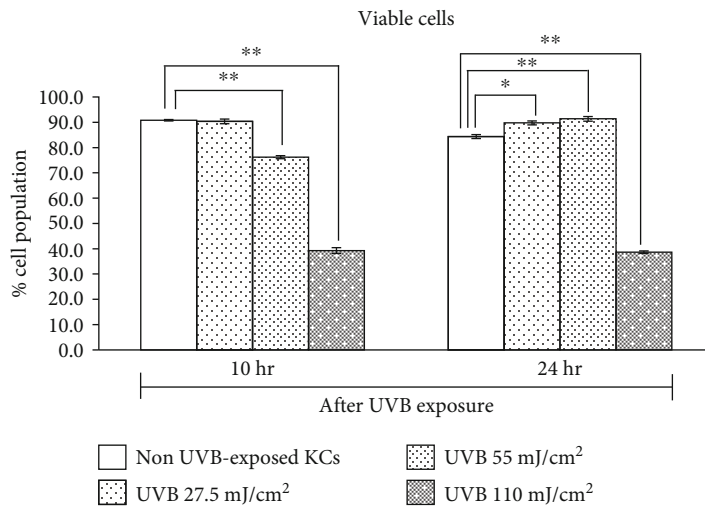 Viable cells
**
**
**
**
*
% cell population
100.0
90.0
80.0
70.0
60.0
50.0
40.0
30.0
20.0
10.0
0.0
10 hr
24 hr
After UVB exposure
Non UVB-exposed KCs
UVB 55 mJ/cm²
UVB 27.5 mJ/cm²
UVB 110 mJ/cm²